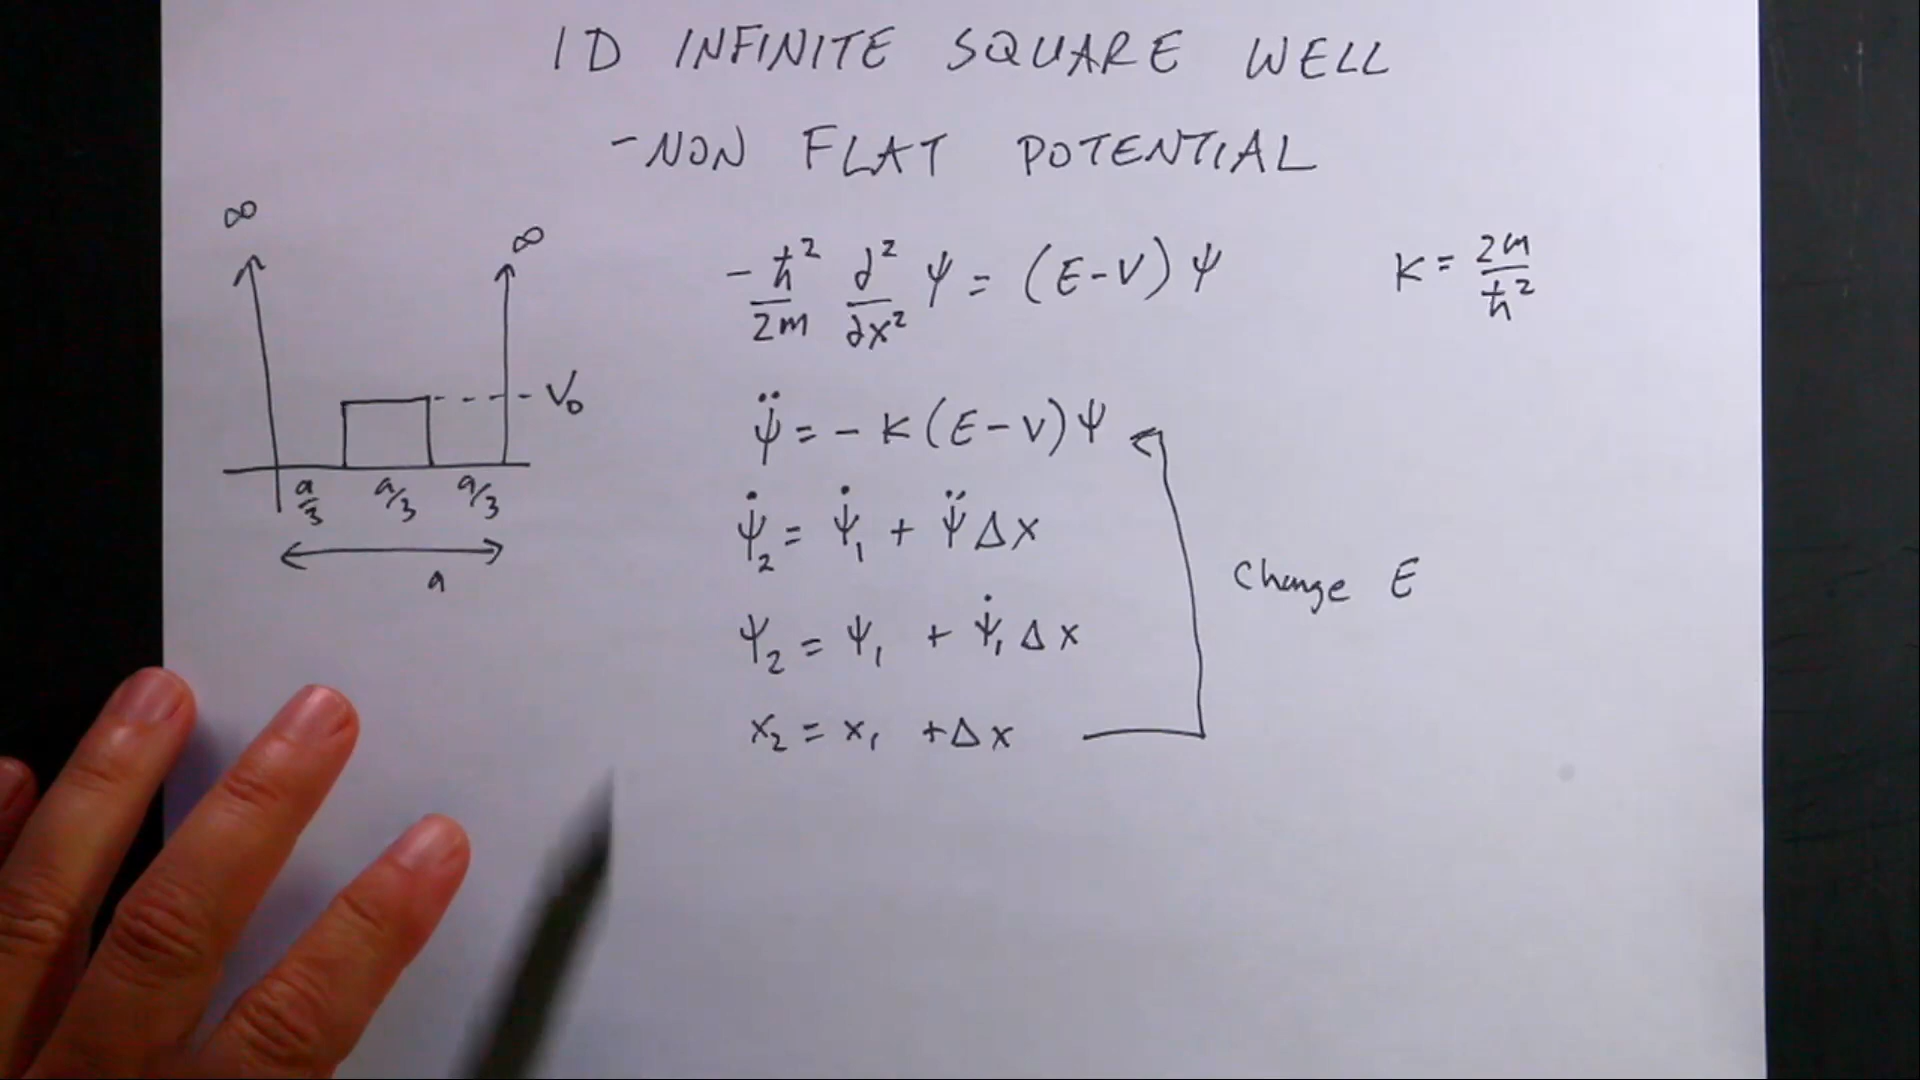 1D INFINITE SQUARE WELL
-NON FLAT POTENTIAL
∞
∞
V₀
a/3 a/3 a/3
a
-ħ²/2m ∂²/∂x² ψ = (E-V)ψ
K = 2m/ħ²
ψ̈ = -K(E-V)ψ
ψ̇₂ = ψ̇₁ + ψ̈Δx
ψ₂ = ψ₁ + ψ̇₁Δx
x₂ = x₁ +Δx
Change E